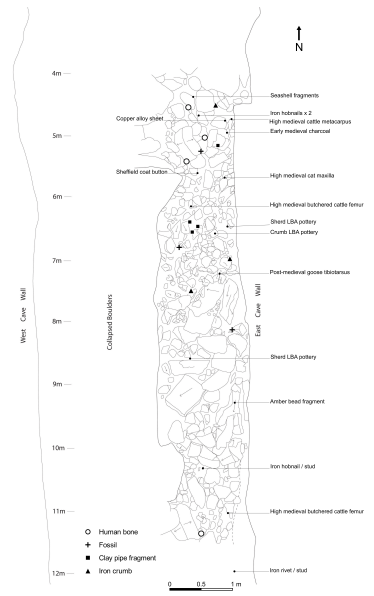 N
4m
Seashell fragments
Iron hobnails x 2
Copper alloy sheet
High medieval cattle metacarpus
Early medieval charcoal
5m
Sheffield coat button
High medieval cat maxilla
6m
High medieval butchered cattle femur
Sherd LBA pottery
Crumb LBA pottery
7m
Post-medieval goose tibiotarsus
West Cave Wall
Collapsed Boulders
East Cave Wall
8m
Sherd LBA pottery
9m
Amber bead fragment
10m
Iron hobnail / stud
11m
High medieval butchered cattle femur
Human bone
Fossil
Clay pipe fragment
Iron crumb
12m
Iron rivet / stud
0 0.5 1 m